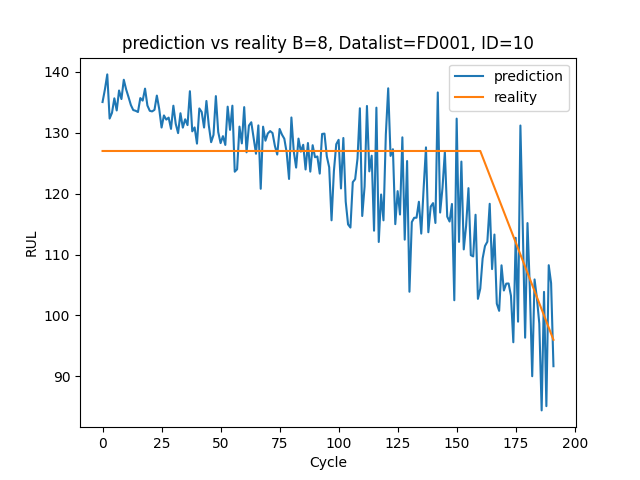 prediction vs reality B=8, Datalist=FD001, ID=10
prediction
reality
RUL
140
130
120
110
100
90
0 25 50 75 100 125 150 175 200
Cycle